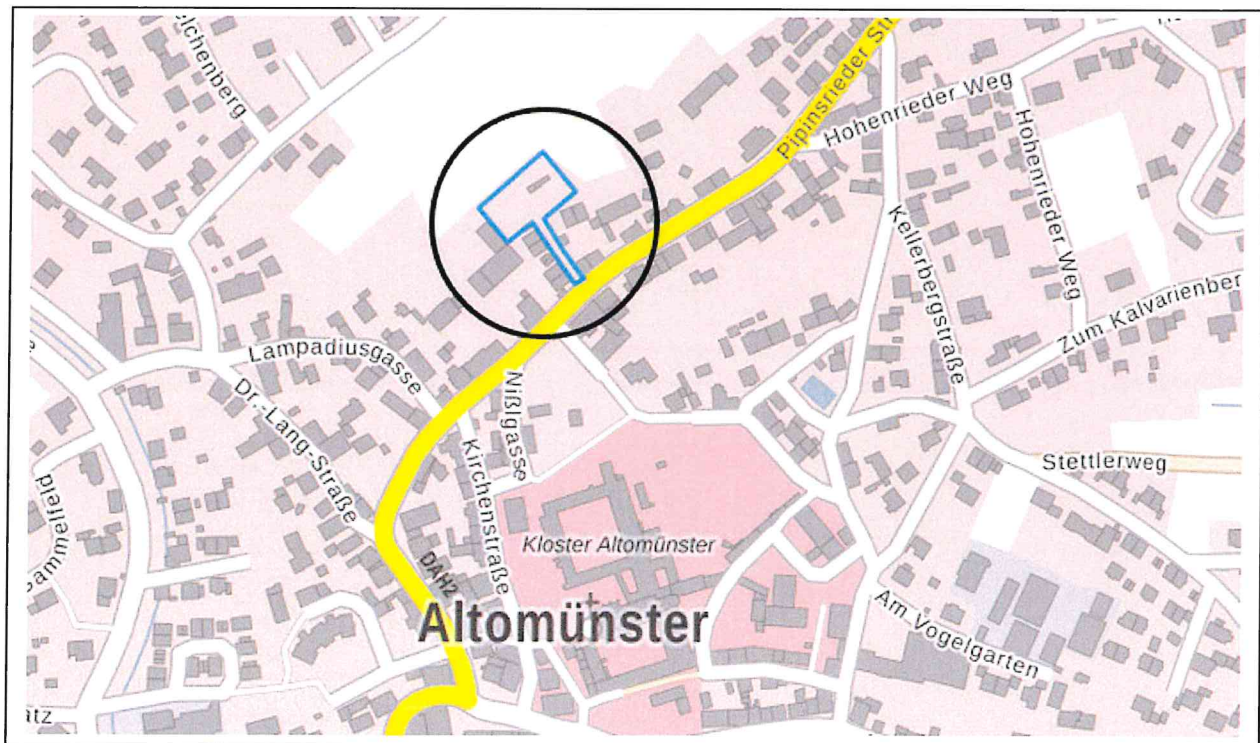 Pipinsrieder Str
Hohenrieder Weg
Hohenrieder Weg
Kellerbergstraße
Zum Kalvarienber
Lampadiusgasse
Nißlgasse
Dr.-Lang-Straße
Kirchenstraße
Stettlerweg
Kloster Altomünster
DAH2
Altomünster
Am Vogelgarten
atz